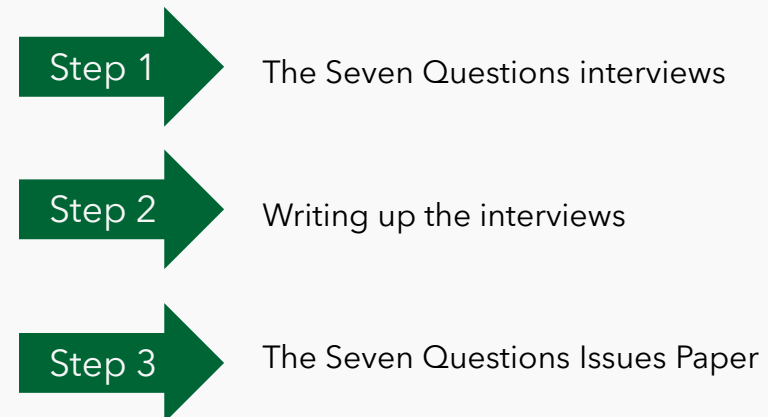 Step 1
The Seven Questions interviews
Step 2
Writing up the interviews
Step 3
The Seven Questions Issues Paper